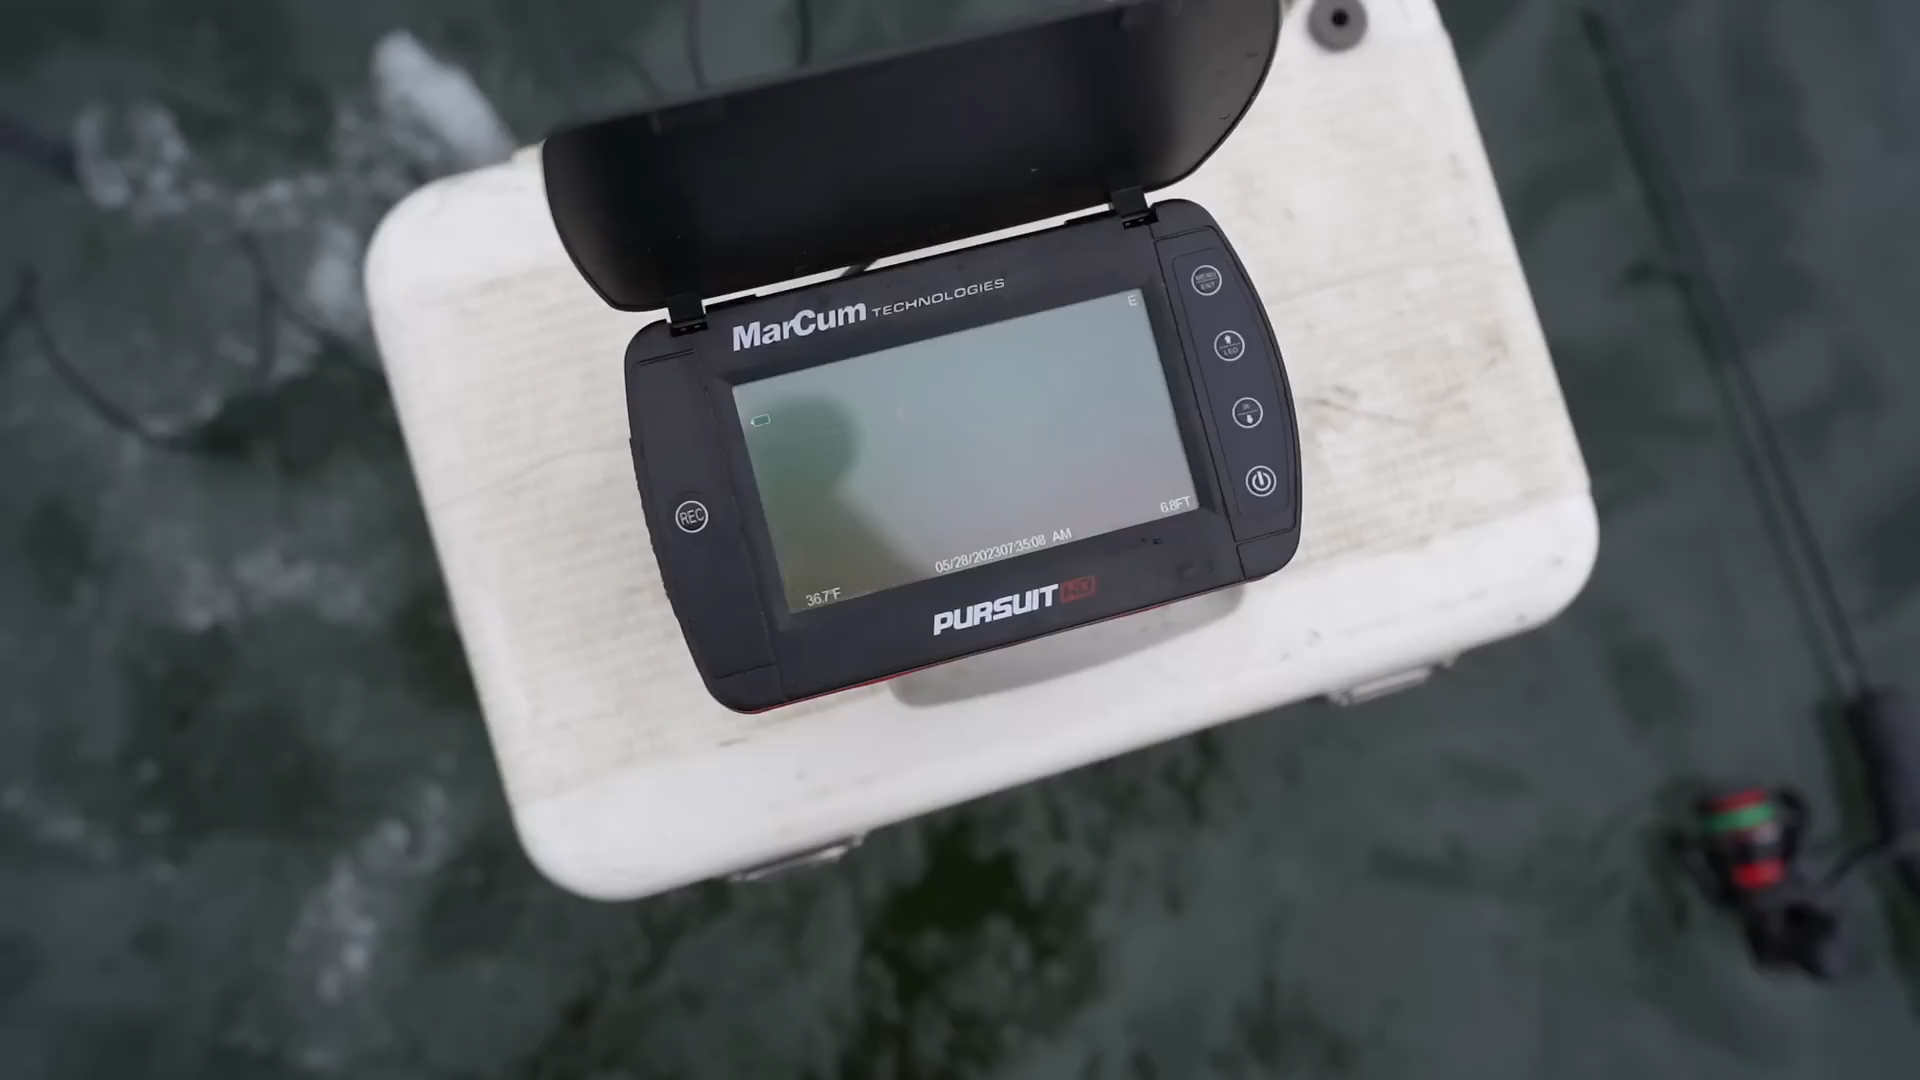 MarCum TECHNOLOGIES
E
MENU
ENT
LED
IR
REC
6.8FT
05/28/2023 07:35:08 AM
36.7°F
PURSUIT HD